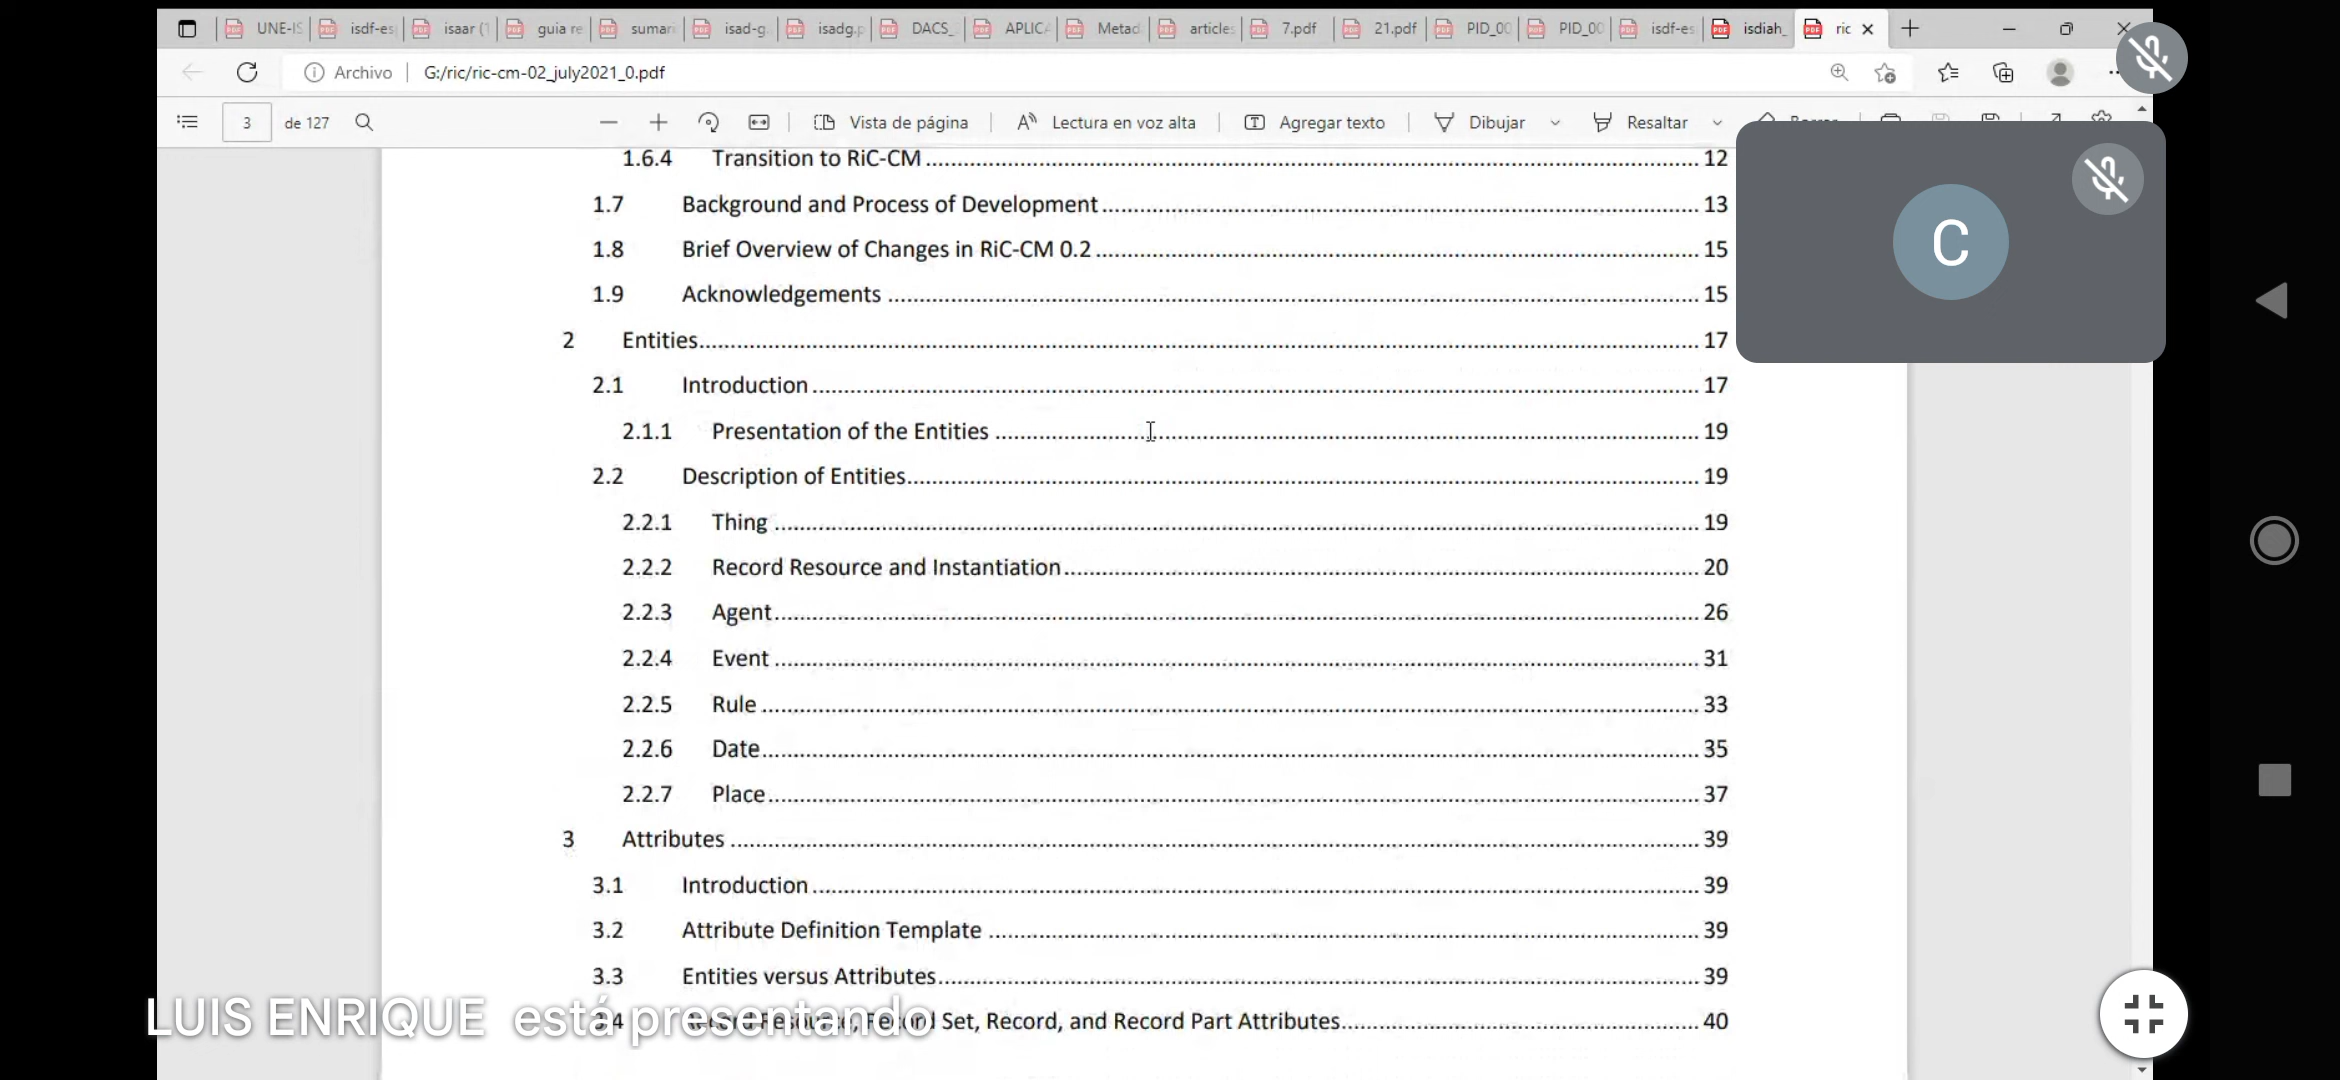 UNE-IS isdf-es isaar (1 guia re sumari isad-g. isadg.p DACS_ APLICA Metad articles 7.pdf 21.pdf PID_00 PID_00 isdf-es isdiah_ ric
Archivo G:/ric/ric-cm-02_july2021_0.pdf
3 de 127 Vista de página Lectura en voz alta Agregar texto Dibujar Resaltar
1.6.4 Transition to RiC-CM 12
1.7 Background and Process of Development 13
1.8 Brief Overview of Changes in RiC-CM 0.2 15
1.9 Acknowledgements 15
2 Entities 17
2.1 Introduction 17
2.1.1 Presentation of the Entities 19
2.2 Description of Entities 19
2.2.1 Thing 19
2.2.2 Record Resource and Instantiation 20
2.2.3 Agent 26
2.2.4 Event 31
2.2.5 Rule 33
2.2.6 Date 35
2.2.7 Place 37
3 Attributes 39
3.1 Introduction 39
3.2 Attribute Definition Template 39
3.3 Entities versus Attributes 39
3.4 Record Resource, Record Set, Record, and Record Part Attributes 40
LUIS ENRIQUE está presentando
C